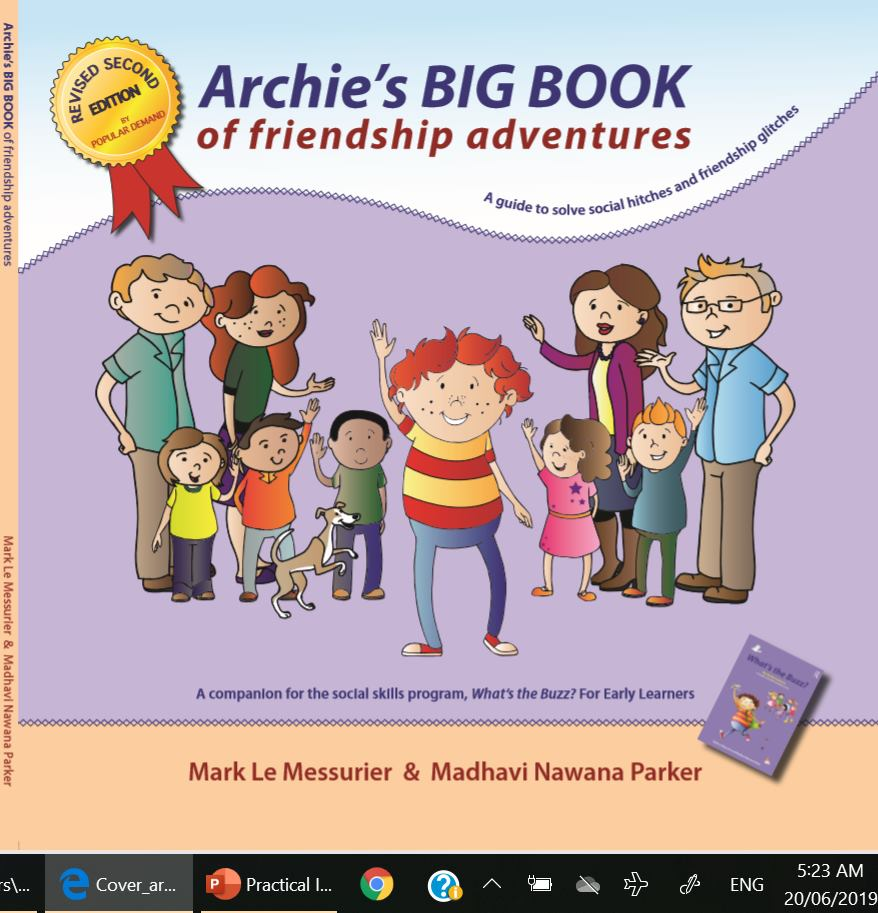 Archie's BIG BOOK of friendship adventures
Mark Le Messurier & Madhavi Nawana Parker
REVISED SECOND
EDITION
BY
POPULAR DEMAND
Archie's BIG BOOK
of friendship adventures
A guide to solve social hitches and friendship glitches
A companion for the social skills program, What's the Buzz? For Early Learners
What's the Buzz?
Mark Le Messurier & Madhavi Nawana Parker
rs\...
Cover_ar...
P
Practical I...
ENG
5:23 AM
20/06/2019